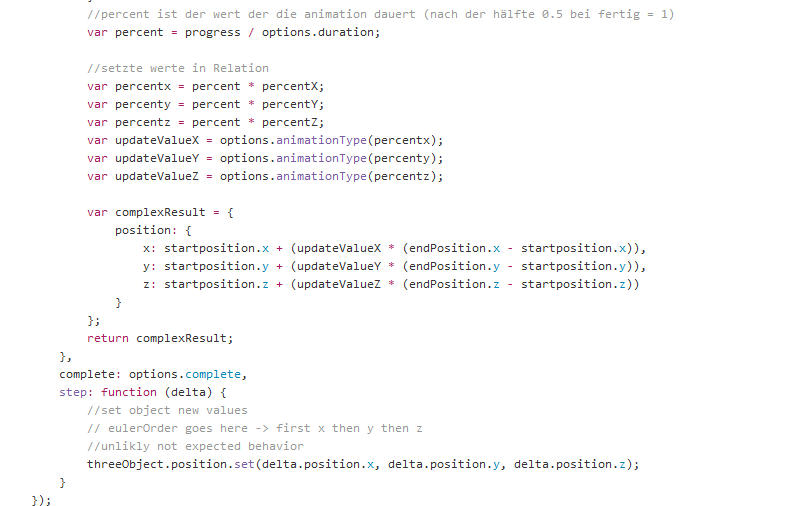 //percent ist der wert der die animation dauert (nach der hälfte 0.5 bei fertig = 1)
var percent = progress / options.duration;
//setzte werte in Relation
var percentx = percent * percentX;
var percenty = percent * percentY;
var percentz = percent * percentZ;
var updateValueX = options.animationType(percentx);
var updateValueY = options.animationType(percenty);
var updateValueZ = options.animationType(percentz);
var complexResult = {
position: {
x: startposition.x + (updateValueX * (endPosition.x - startposition.x)),
y: startposition.y + (updateValueY * (endPosition.y - startposition.y)),
z: startposition.z + (updateValueZ * (endPosition.z - startposition.z))
}
};
return complexResult;
},
complete: options.complete,
step: function (delta) {
//set object new values
// eulerOrder goes here -> first x then y then z
//unlikly not expected behavior
threeObject.position.set(delta.position.x, delta.position.y, delta.position.z);
}
});